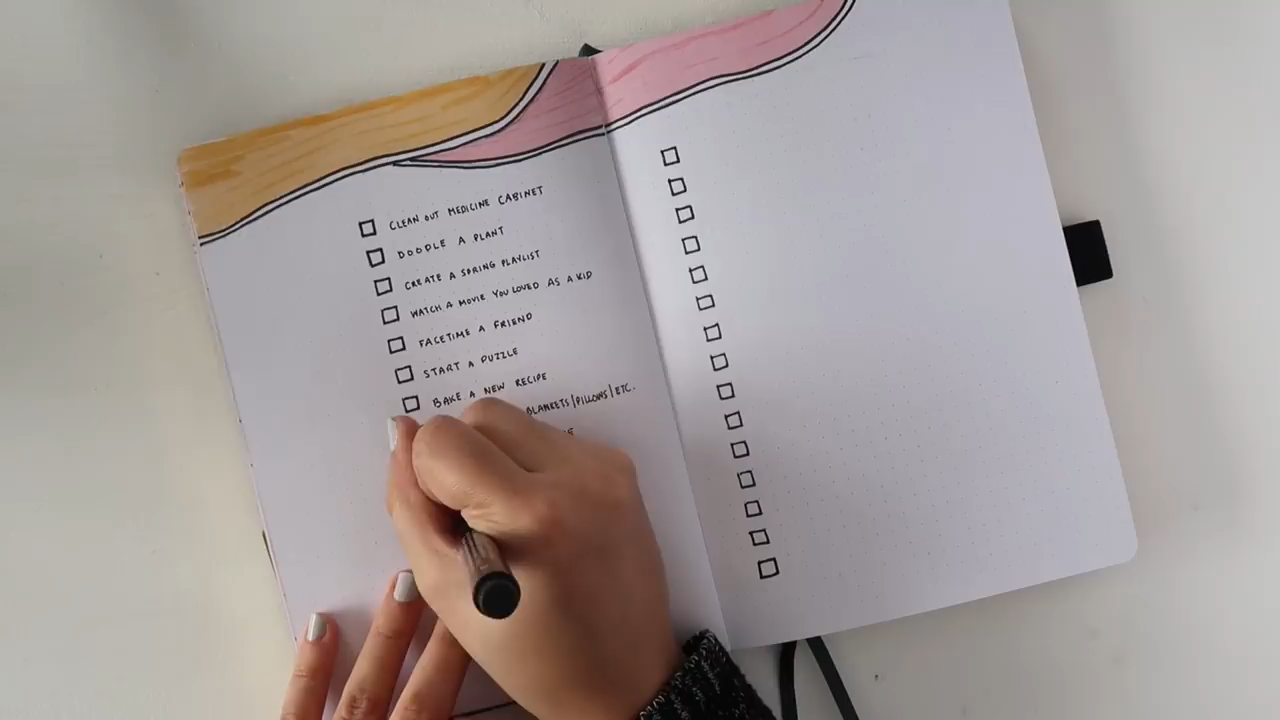 CLEAN OUT MEDICINE CABINET
DOODLE A PLANT
CREATE A SPRING PLAYLIST
WATCH A MOVIE YOU LOVED AS A KID
FACETIME A FRIEND
START A PUZZLE
BAKE A NEW RECIPE
BLANKETS/PILLOWS/ETC.